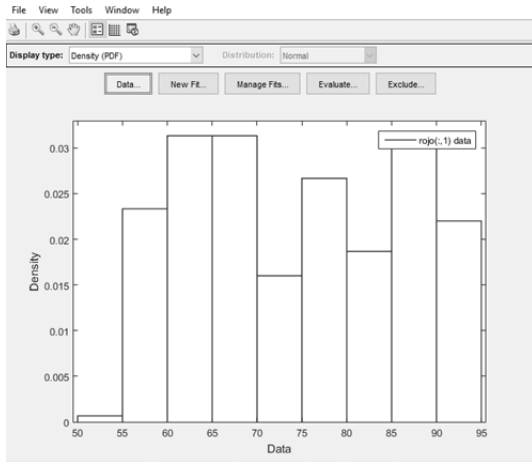 File View Tools Window Help
Display type: Density (PDF) Distribution: Normal
Data... New Fit... Manage Fits... Evaluate... Exclude...
rojo(:,1) data
0.03
0.025
0.02
0.015
0.01
0.005
0
Density
50 55 60 65 70 75 80 85 90 95
Data